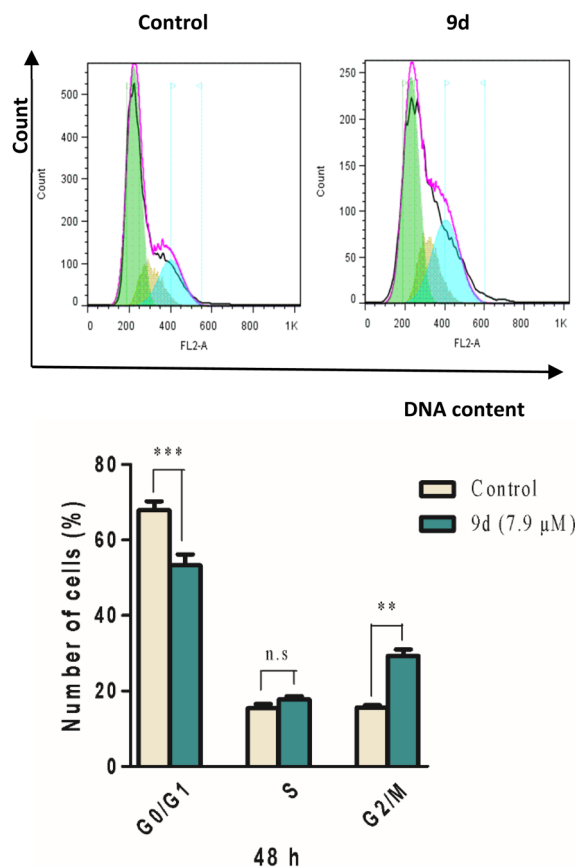 Control 9d
Count
500
400
300
200
100
0
Count
0 200 400 600 800 1K
FL2-A
250
200
150
100
50
0
Count
0 200 400 600 800 1K
FL2-A
DNA content
Number of cells (%)
80
60
40
20
0
***
n.s
**
Control
9d (7.9 µM)
G0/G1 S G2/M
48 h